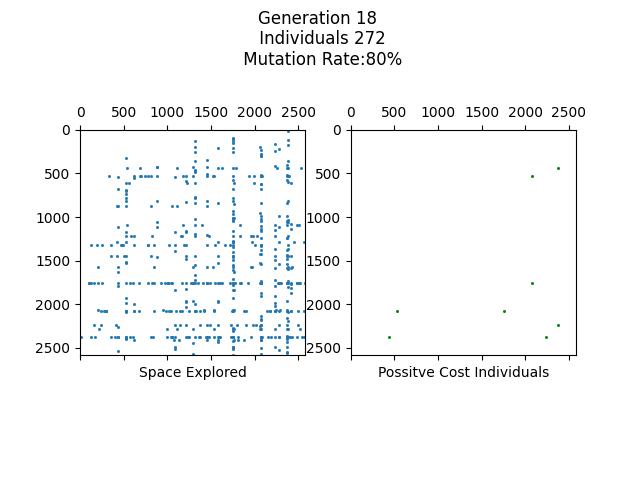 Generation 18
Individuals 272
Mutation Rate:80%
0 500 1000 1500 2000 2500
0 500 1000 1500 2000 2500
0
500
1000
1500
2000
2500
0
500
1000
1500
2000
2500
Space Explored
Possitve Cost Individuals